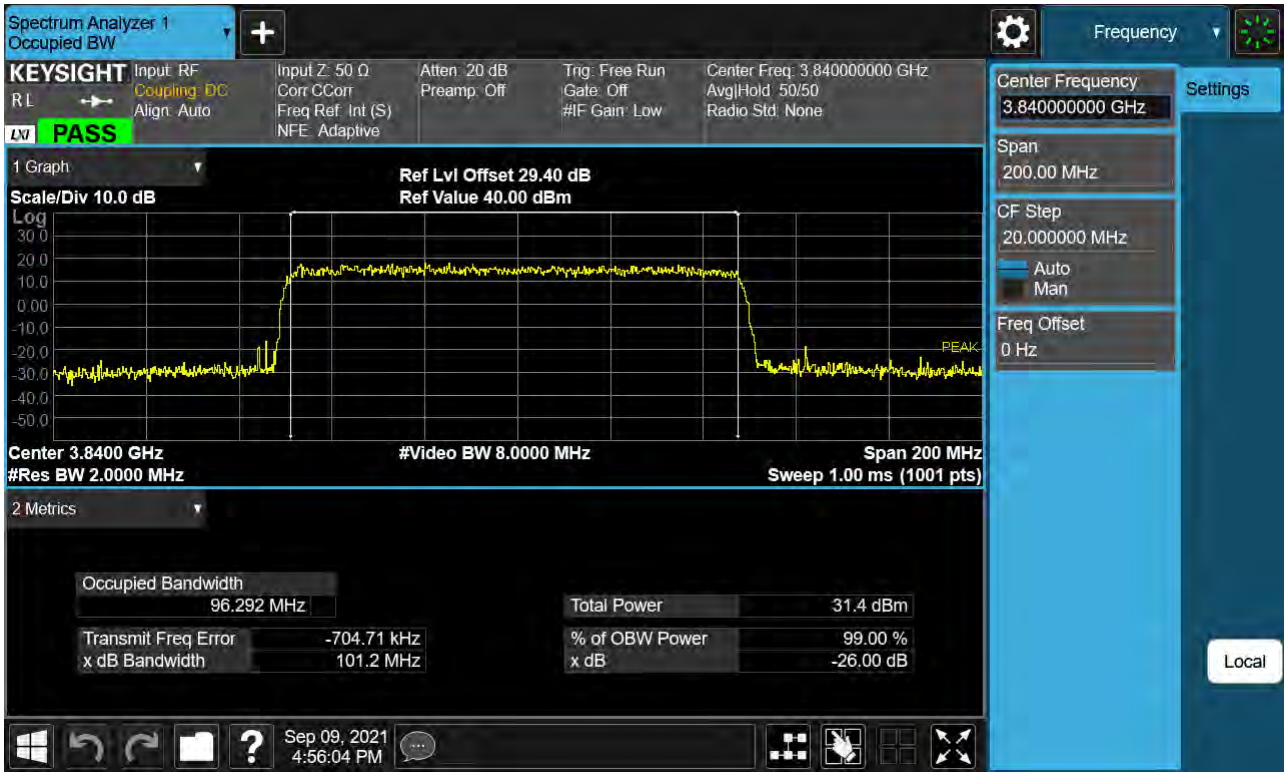 Spectrum Analyzer 1
Occupied BW
Frequency
KEYSIGHT
RL
LXI
PASS
Input: RF
Coupling: DC
Align: Auto
Input Z: 50 Ω
Corr CCorr
Freq Ref: Int (S)
NFE: Adaptive
Atten: 20 dB
Preamp: Off
Trig: Free Run
Gate: Off
#IF Gain: Low
Center Freq: 3.840000000 GHz
Avg|Hold: 50/50
Radio Std: None
Center Frequency
3.840000000 GHz
Settings
Span
200.00 MHz
CF Step
20.000000 MHz
Auto
Man
Freq Offset
0 Hz
Local
1 Graph
Scale/Div 10.0 dB
Ref Lvl Offset 29.40 dB
Ref Value 40.00 dBm
Log
30.0
20.0
10.0
0.00
-10.0
-20.0
-30.0
-40.0
-50.0
PEAK
Center 3.8400 GHz
#Video BW 8.0000 MHz
Span 200 MHz
#Res BW 2.0000 MHz
Sweep 1.00 ms (1001 pts)
2 Metrics
Occupied Bandwidth
96.292 MHz
Total Power 31.4 dBm
Transmit Freq Error -704.71 kHz
% of OBW Power 99.00 %
x dB Bandwidth 101.2 MHz
x dB -26.00 dB
Sep 09, 2021
4:56:04 PM